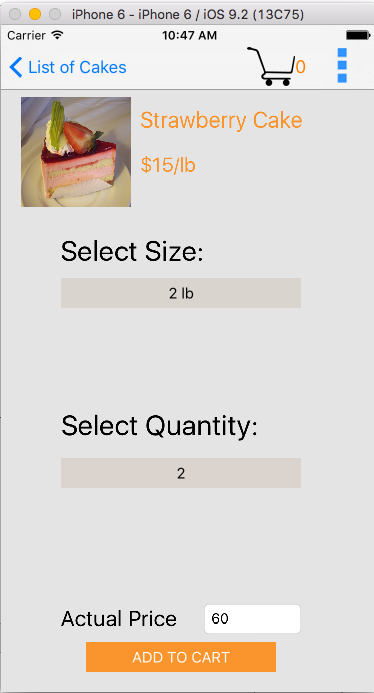 iPhone 6 - iPhone 6 / iOS 9.2 (13C75)
Carrier 10:47 AM
List of Cakes 0
Strawberry Cake
$15/lb
Select Size:
2 lb
Select Quantity:
2
Actual Price 60
ADD TO CART